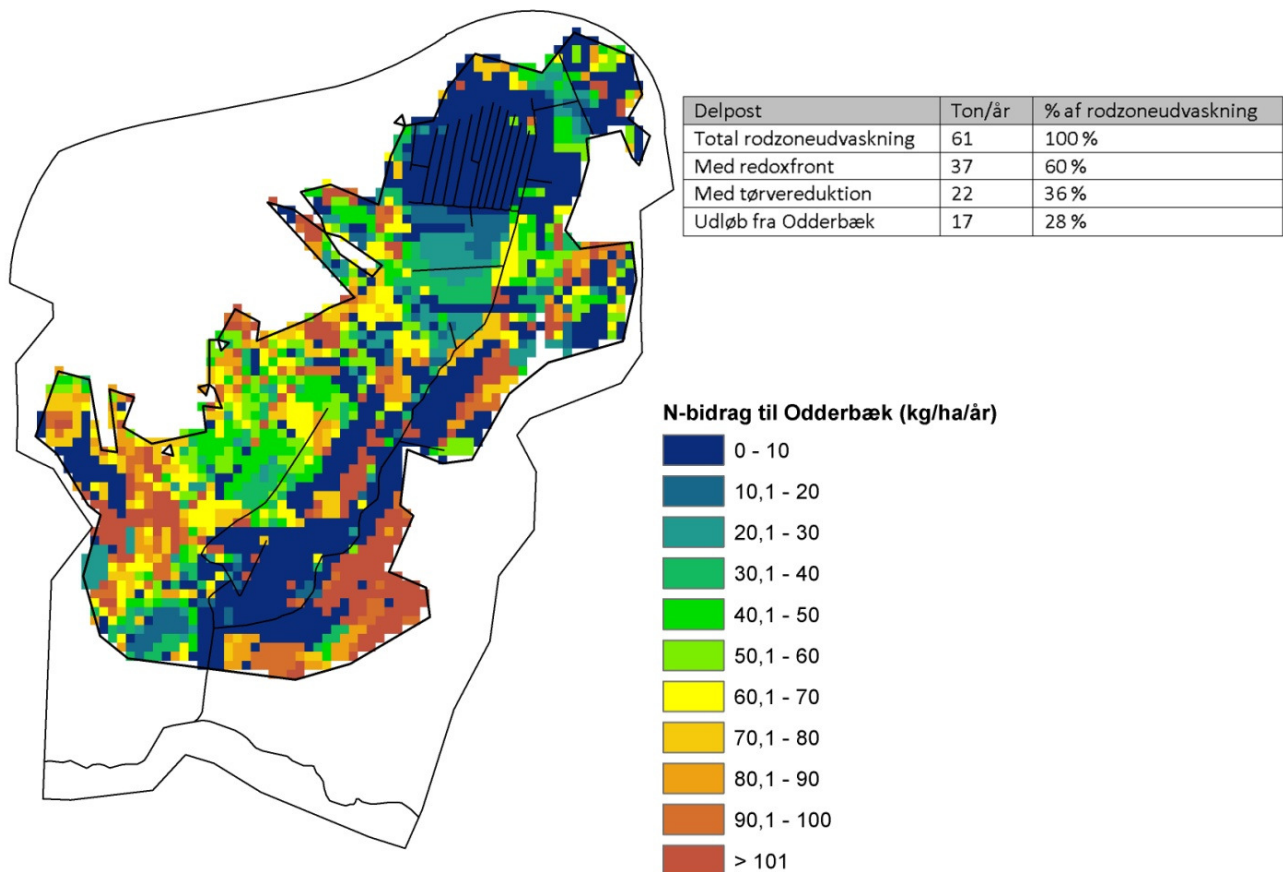 Delpost Ton/år % af rodzoneudvaskning
Total rodzoneudvaskning 61 100 %
Med redoxfront 37 60 %
Med tørvereduktion 22 36 %
Udløb fra Odderbæk 17 28 %
N-bidrag til Odderbæk (kg/ha/år)
0 - 10
10,1 - 20
20,1 - 30
30,1 - 40
40,1 - 50
50,1 - 60
60,1 - 70
70,1 - 80
80,1 - 90
90,1 - 100
> 101